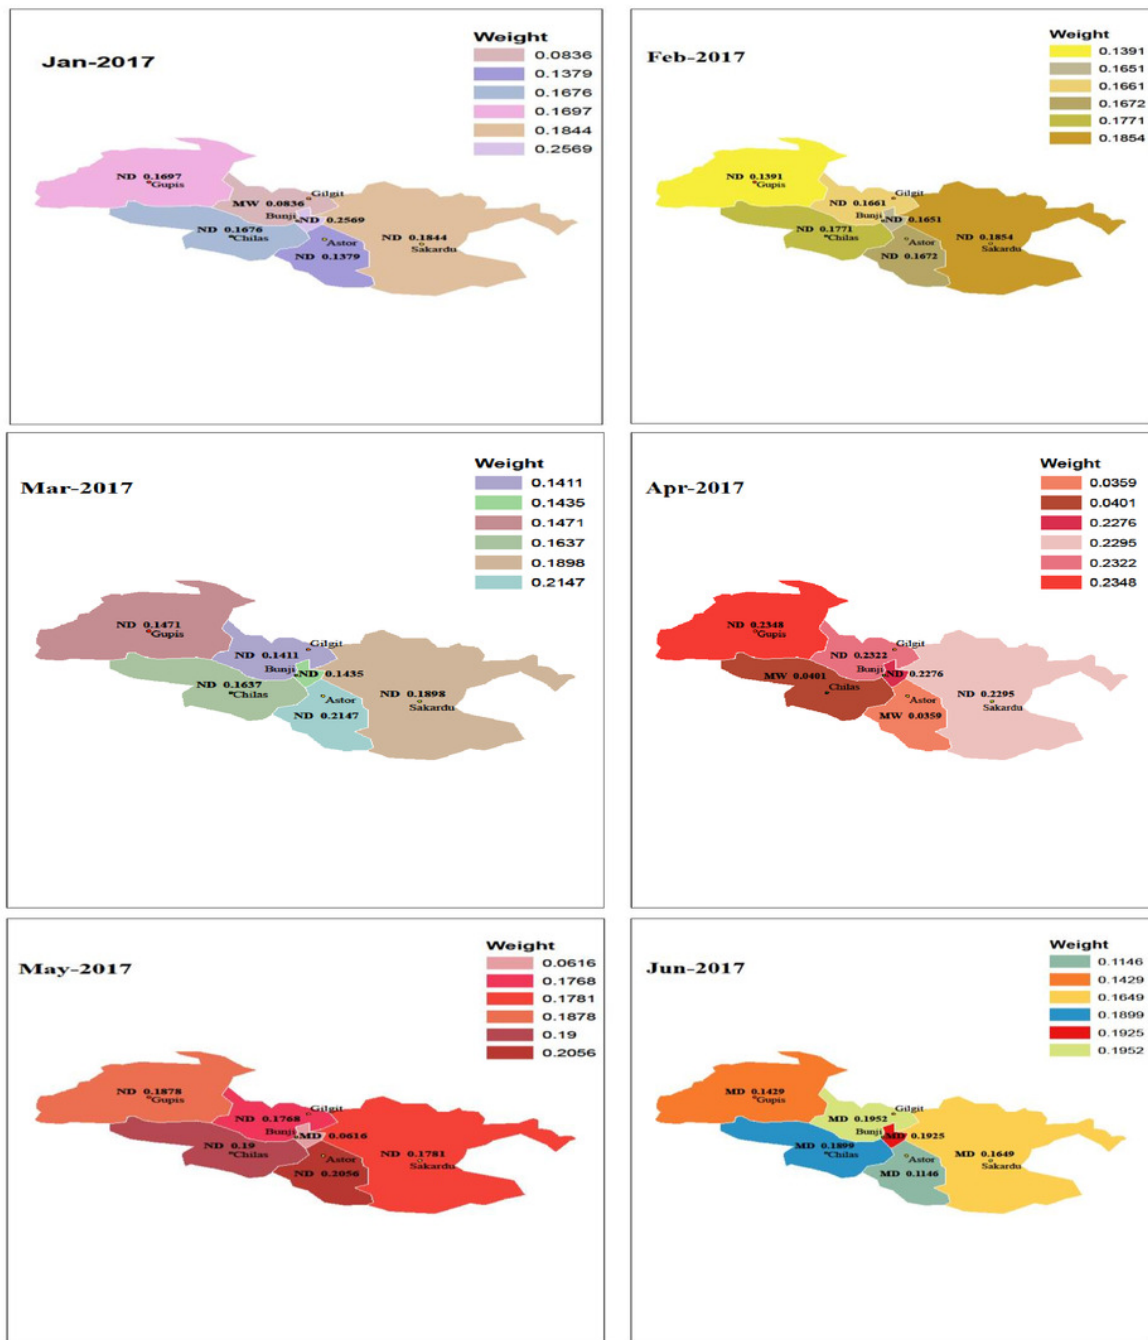 Jan-2017
Weight
0.0836
0.1379
0.1676
0.1697
0.1844
0.2569
ND 0.1697
Gupis
Gilgit
MW 0.0836
Bunji
ND 0.2569
ND 0.1676
Chilas
Astor
ND 0.1379
ND 0.1844
Sakardu
Feb-2017
Weight
0.1391
0.1651
0.1661
0.1672
0.1771
0.1854
ND 0.1391
Gupis
Gilgit
ND 0.1661
Bunji
ND 0.1651
ND 0.1771
Chilas
Astor
ND 0.1672
ND 0.1854
Sakardu
Mar-2017
Weight
0.1411
0.1435
0.1471
0.1637
0.1898
0.2147
ND 0.1471
Gupis
Gilgit
ND 0.1411
Bunji
ND 0.1435
ND 0.1637
Chilas
Astor
ND 0.2147
ND 0.1898
Sakardu
Apr-2017
Weight
0.0359
0.0401
0.2276
0.2295
0.2322
0.2348
ND 0.2348
Gupis
Gilgit
ND 0.2322
Bunji
ND 0.2276
MW 0.0401
Chilas
Astor
MW 0.0359
ND 0.2295
Sakardu
May-2017
Weight
0.0616
0.1768
0.1781
0.1878
0.19
0.2056
ND 0.1878
Gupis
Gilgit
ND 0.1768
Bunji
MD 0.0616
ND 0.19
Chilas
Astor
ND 0.2056
ND 0.1781
Sakardu
Jun-2017
Weight
0.1146
0.1429
0.1649
0.1899
0.1925
0.1952
MD 0.1429
Gupis
Gilgit
MD 0.1952
Bunji
MD 0.1925
MD 0.1899
Chilas
Astor
MD 0.1146
MD 0.1649
Sakardu